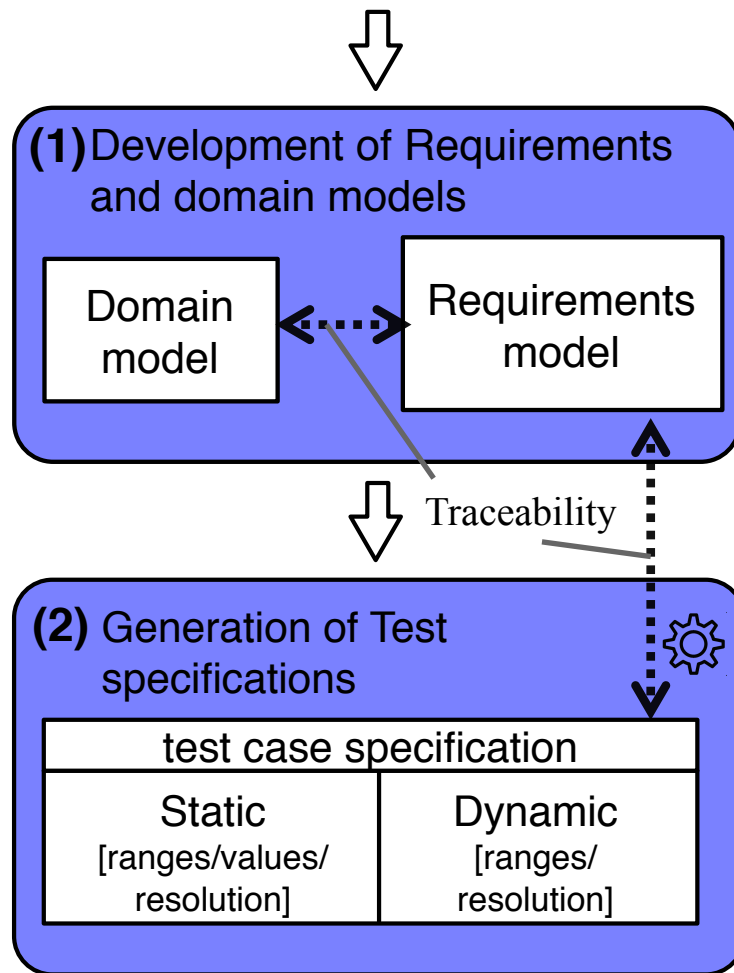 (1) Development of Requirements
and domain models
Domain
model
Requirements
model
Traceability
(2) Generation of Test
specifications
test case specification
Static
[ranges/values/
resolution]
Dynamic
[ranges/
resolution]